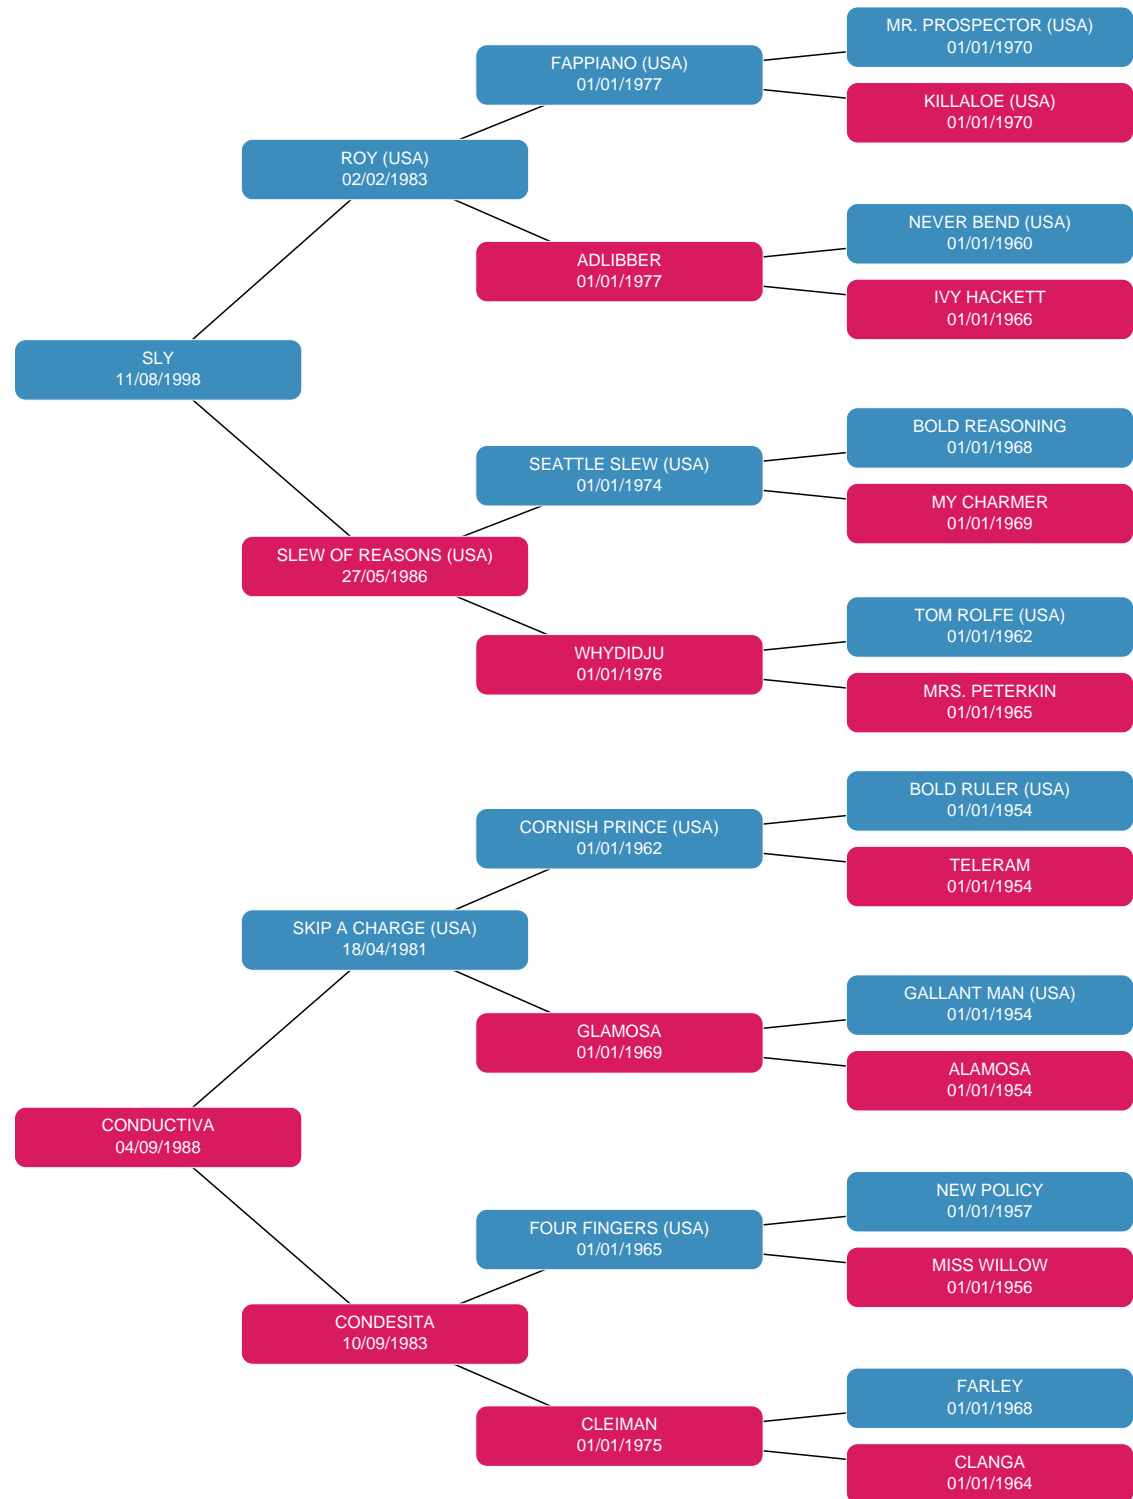 MR. PROSPECTOR (USA)
01/01/1970
FAPPIANO (USA)
01/01/1977
KILLALOE (USA)
01/01/1970
ROY (USA)
02/02/1983
NEVER BEND (USA)
01/01/1960
ADLIBBER
01/01/1977
IVY HACKETT
01/01/1966
SLY
11/08/1998
BOLD REASONING
01/01/1968
SEATTLE SLEW (USA)
01/01/1974
MY CHARMER
01/01/1969
SLEW OF REASONS (USA)
27/05/1986
TOM ROLFE (USA)
01/01/1962
WHYDIDJU
01/01/1976
MRS. PETERKIN
01/01/1965
BOLD RULER (USA)
01/01/1954
CORNISH PRINCE (USA)
01/01/1962
TELERAM
01/01/1954
SKIP A CHARGE (USA)
18/04/1981
GALLANT MAN (USA)
01/01/1954
GLAMOSA
01/01/1969
ALAMOSA
01/01/1954
CONDUCTIVA
04/09/1988
NEW POLICY
01/01/1957
FOUR FINGERS (USA)
01/01/1965
MISS WILLOW
01/01/1956
CONDESITA
10/09/1983
FARLEY
01/01/1968
CLEIMAN
01/01/1975
CLANGA
01/01/1964